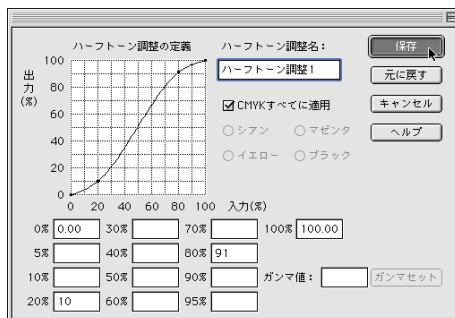 ハーフトーン調整の定義
ハーフトーン調整名：
ハーフトーン調整1
保存
元に戻す
キャンセル
ヘルプ
出力(%)
100
80
60
40
20
0
0 20 40 60 80 100 入力(%)
CMYKすべてに適用
シアン マゼンタ
イエロー ブラック
0% 0.00 30% 70% 100% 100.00
5% 40% 80% 91
10% 50% 90% ガンマ値： ガンマセット
20% 10 60% 95%